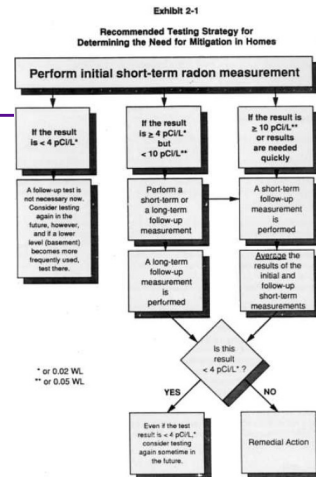 Exhibit 2-1
Recommended Testing Strategy for
Determining the Need for Mitigation in Homes
Perform initial short-term radon measurement
If the
result
is < 4 pCi/L*
If the
result
is ≥ 4 pCi/L*
but
< 10 pCi/L**
If the result is
≥ 10 pCi/L**
or results
are needed
quickly
A follow-up test is
not necessary now.
Consider testing
again in the
future, however,
and if a lower
level (basement)
becomes more
frequently used,
test there.
Perform a
short-term or
a long-term
follow-up
measurement
A short-term
follow-up
measurement
is
performed
A long-term
follow-up
measurement
is
performed
Average the
results of the
initial and
follow-up
short-term
measurements
Is this
result
< 4 pCi/L* ?
* or 0.02 WL
** or 0.05 WL
YES
NO
Even if the test
result is < 4 pCi/L,*
consider testing
again sometime in
the future.
Remedial Action